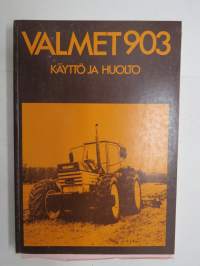 VALMET 903
KÄYTTÖ JA HUOLTO